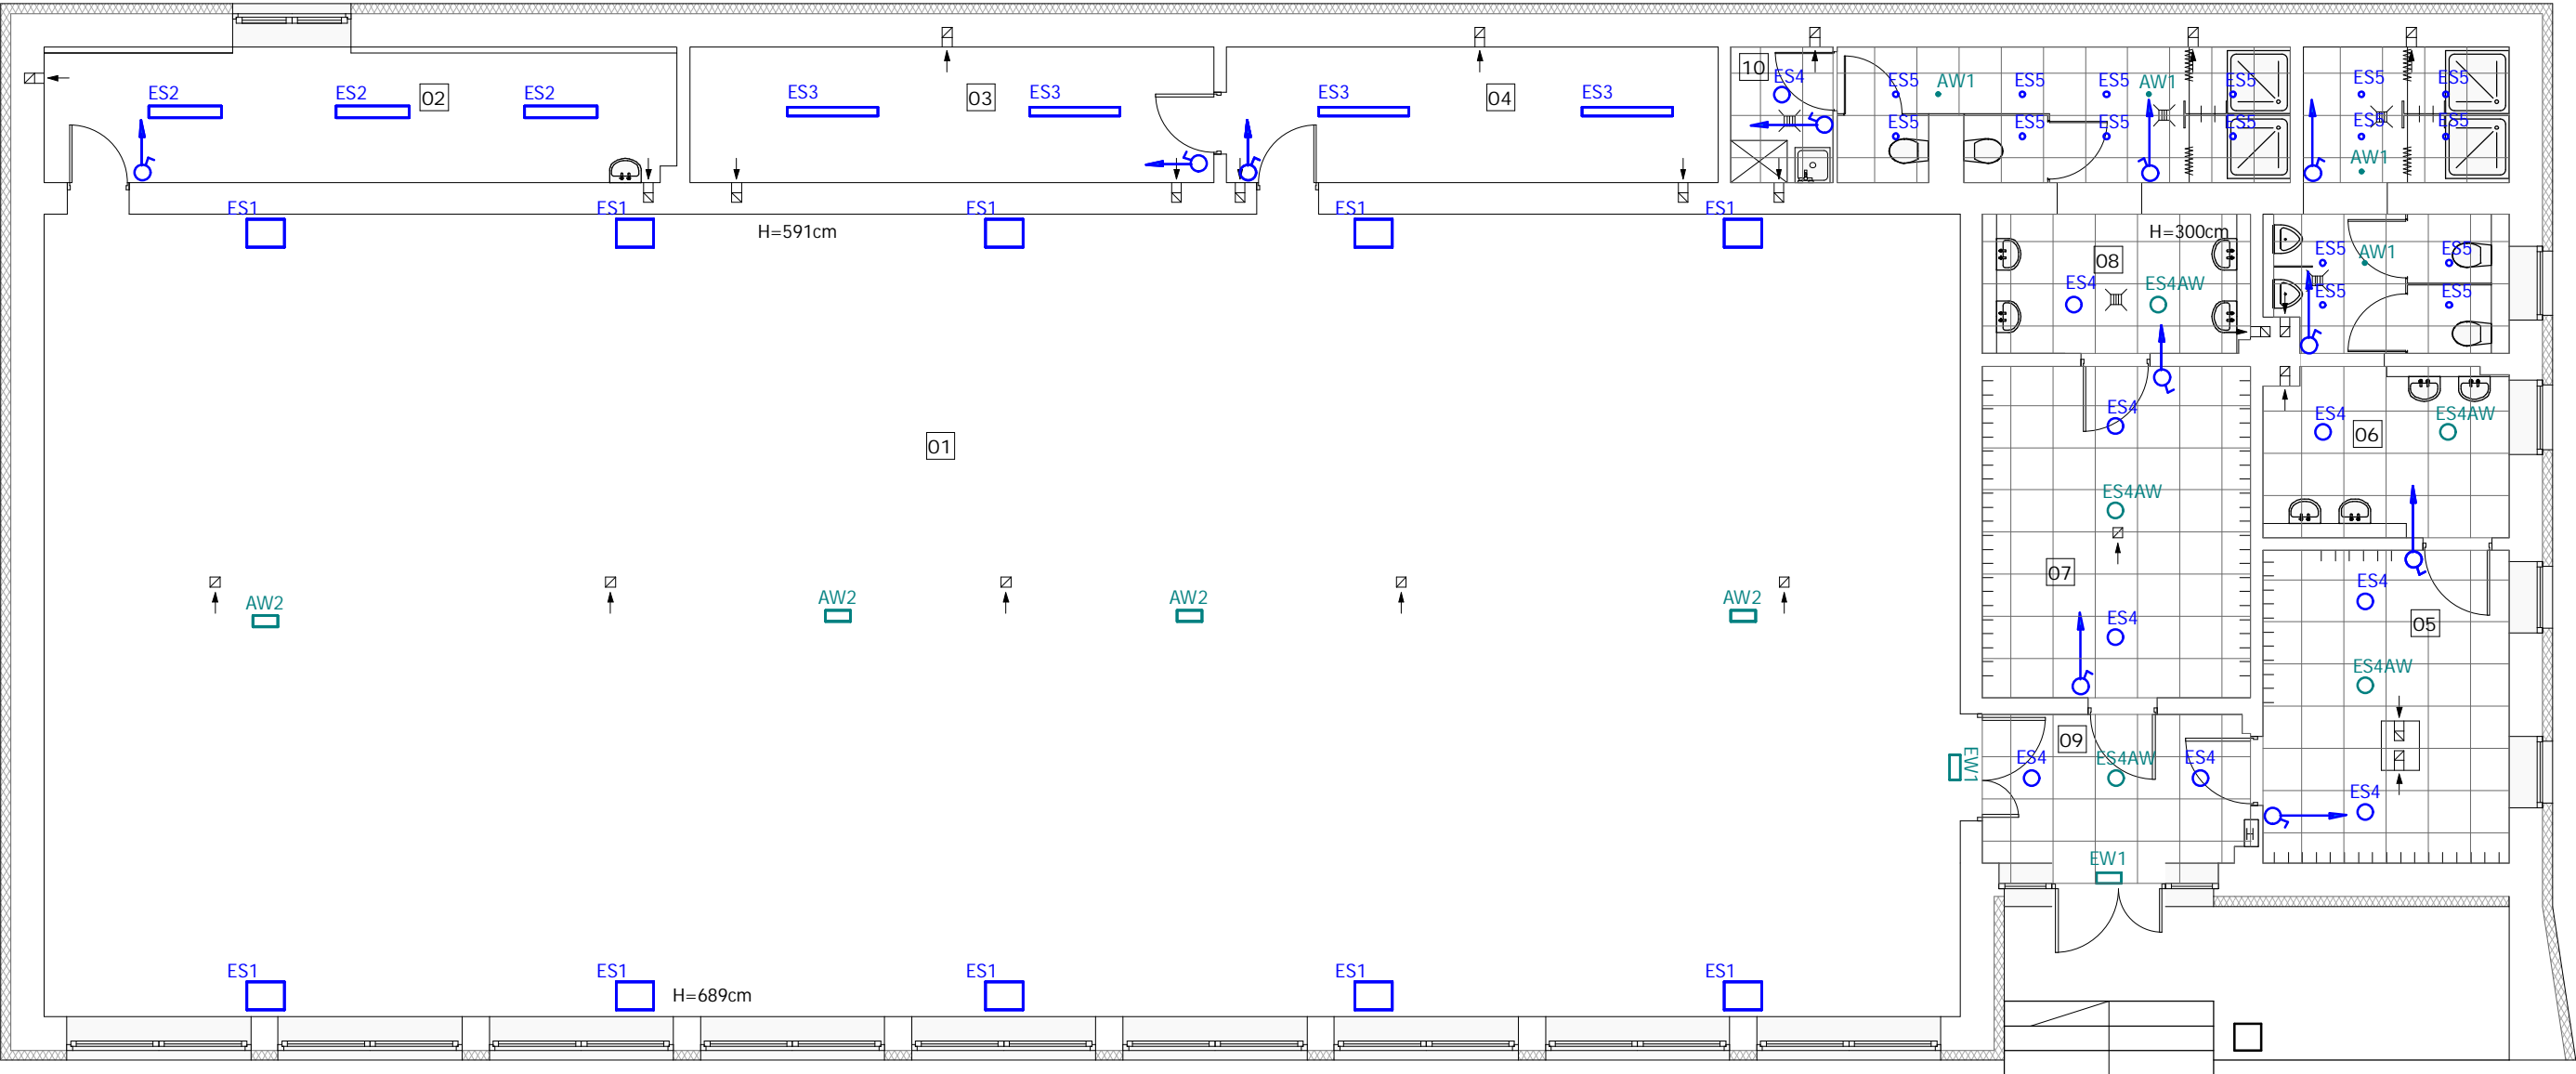 ES2 ES2 02 ES2
ES3 03 ES3
ES3 04 ES3
10 ES4
ES5 AW1 ES5 ES5 AW1 ES5
ES5 ES5
ES5 ES5 ES5 ES5
ES5 ES5
AW1
ES1 ES1 ES1 ES1 ES1
H=591cm
H=300cm
08
ES4 ES4AW
ES5 AW1 ES5
ES5 ES5
01
ES4
ES4AW
07
ES4
ES4 06 ES4AW
ES4
05
ES4AW
ES4
AW2 AW2 AW2 AW2
09
EW1
ES4 ES4AW ES4
H
EW1
ES1 ES1 ES1 ES1 ES1
H=689cm